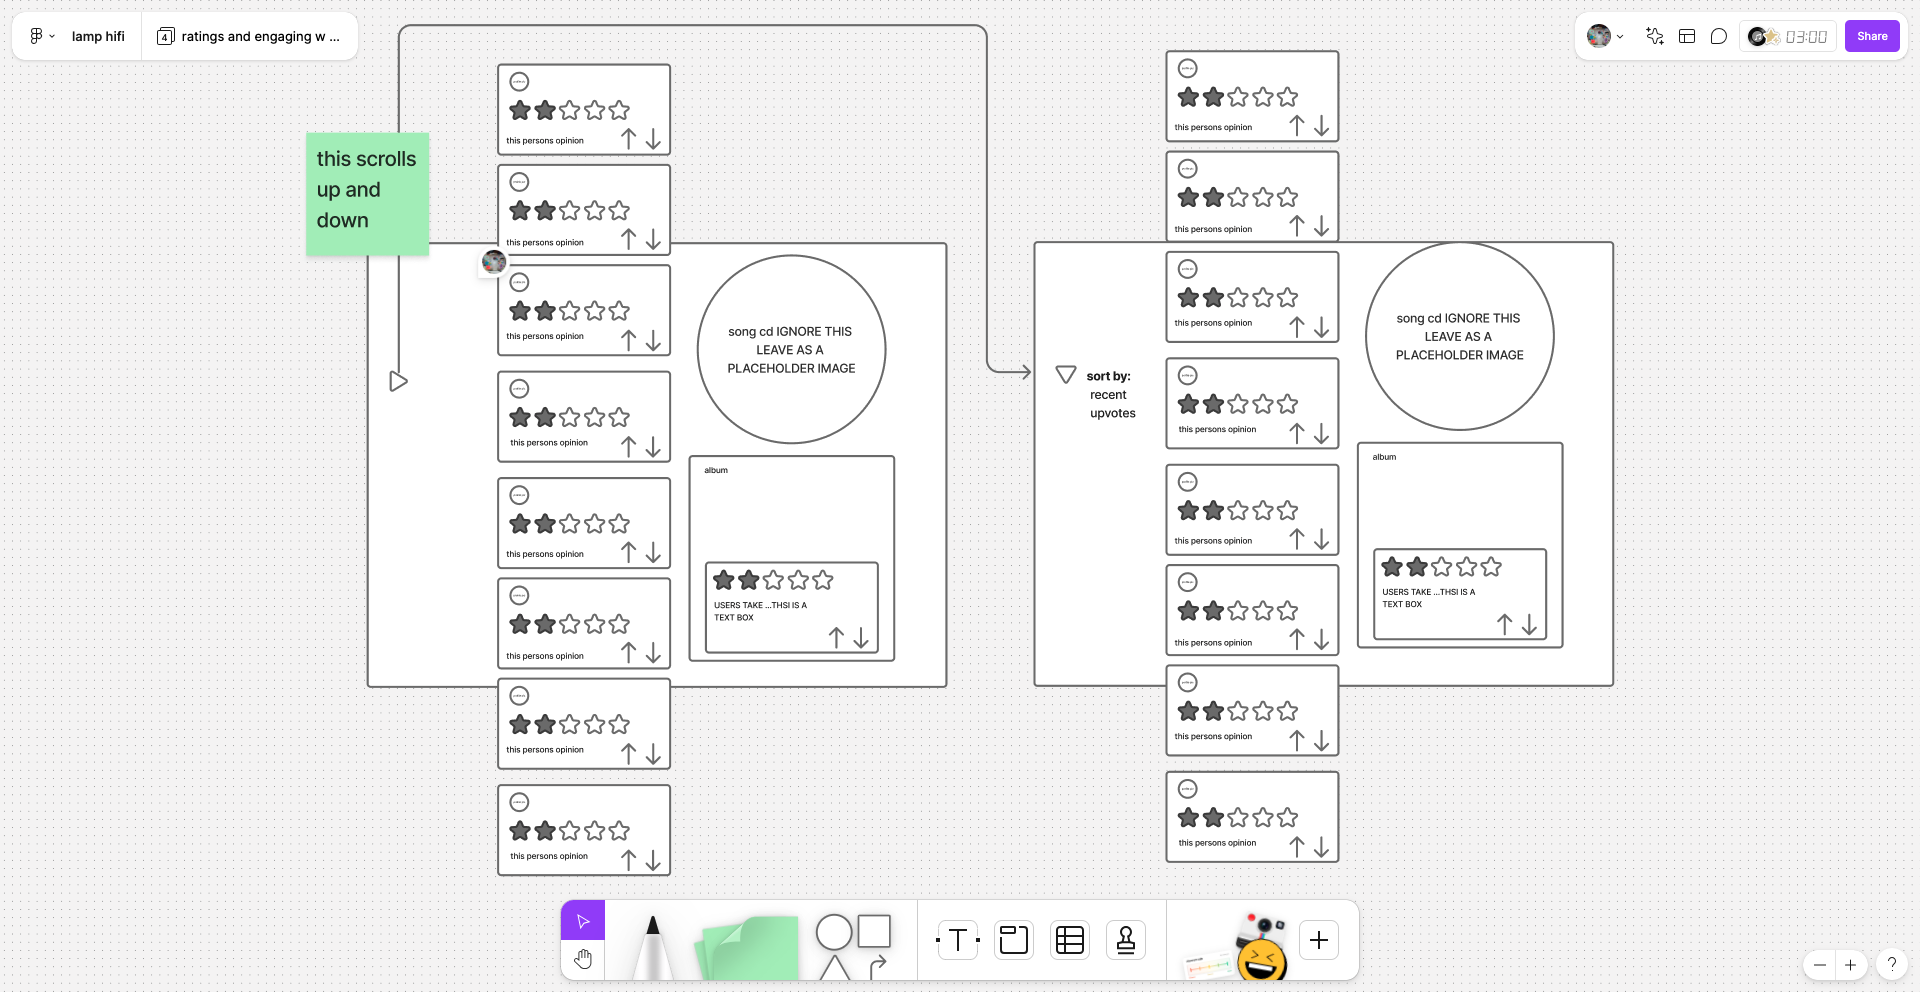 lamp hifi
4
ratings and engaging w ...
03:00
Share
this scrolls
up and
down
this persons opinion
this persons opinion
this persons opinion
this persons opinion
this persons opinion
this persons opinion
this persons opinion
this persons opinion
song cd IGNORE THIS
LEAVE AS A
PLACEHOLDER IMAGE
album
USERS TAKE ...THSI IS A
TEXT BOX
sort by:
recent
upvotes
this persons opinion
this persons opinion
this persons opinion
this persons opinion
this persons opinion
this persons opinion
this persons opinion
this persons opinion
song cd IGNORE THIS
LEAVE AS A
PLACEHOLDER IMAGE
album
USERS TAKE ...THSI IS A
TEXT BOX
T
?